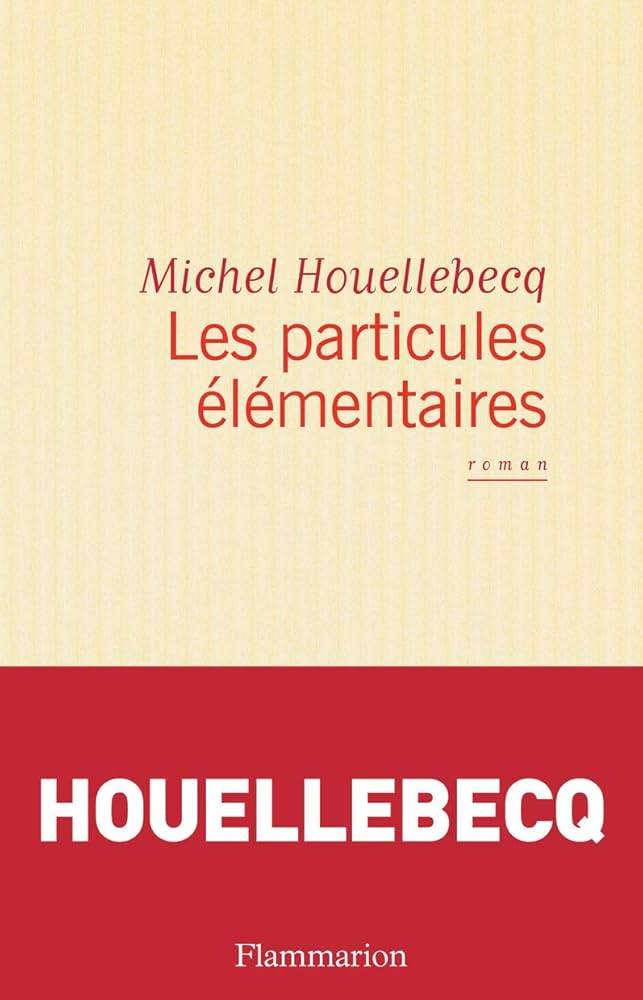 Michel Houellebecq
Les particules
élémentaires
roman
HOUELLEBECQ
Flammarion